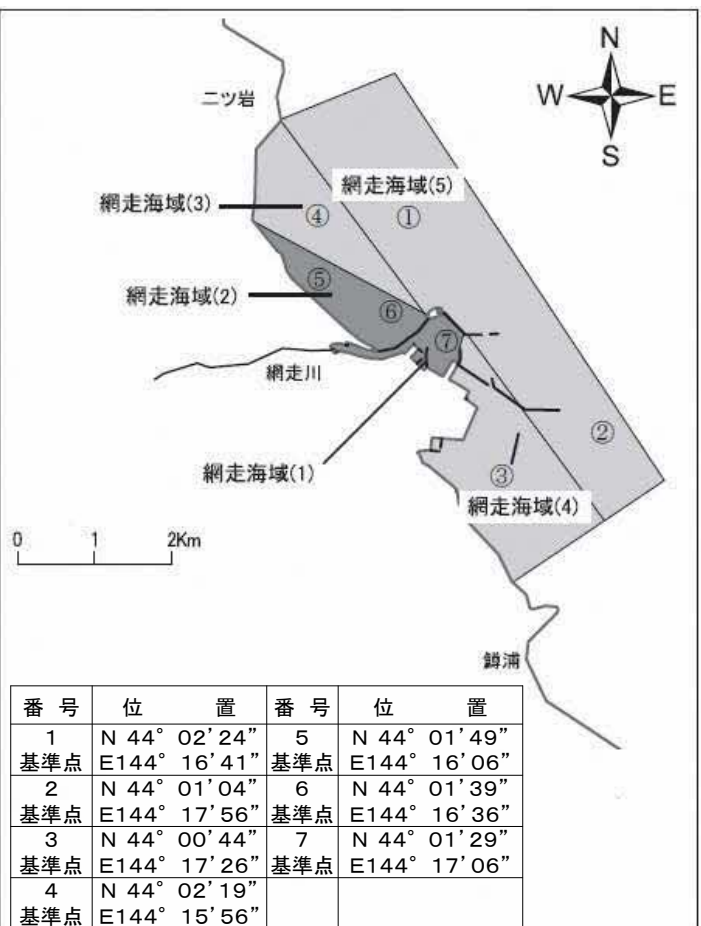 N
W E
S
二ツ岩
網走海域(5)
網走海域(3)
④
①
網走海域(2)
⑤
⑥
⑦
網走川
②
網走海域(1)
③
網走海域(4)
0 1 2Km
鱒浦
番 号 位 置 番 号 位 置
1 N 44° 02'24" 5 N 44° 01'49"
基準点 E144° 16'41" 基準点 E144° 16'06"
2 N 44° 01'04" 6 N 44° 01'39"
基準点 E144° 17'56" 基準点 E144° 16'36"
3 N 44° 00'44" 7 N 44° 01'29"
基準点 E144° 17'26" 基準点 E144° 17'06"
4 N 44° 02'19"
基準点 E144° 15'56"